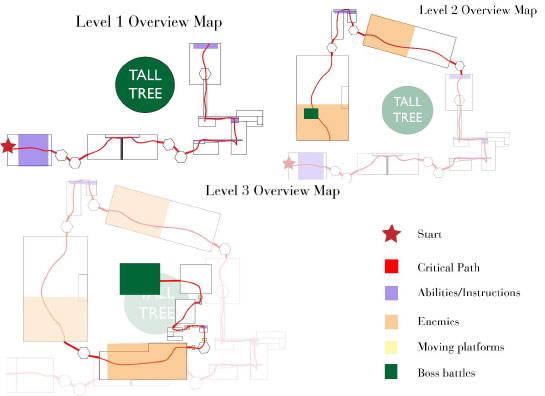 Level 1 Overview Map
TALL
TREE
Level 2 Overview Map
TALL
TREE
Level 3 Overview Map
TALL
TREE
Start
Critical Path
Abilities/Instructions
Enemies
Moving platforms
Boss battles